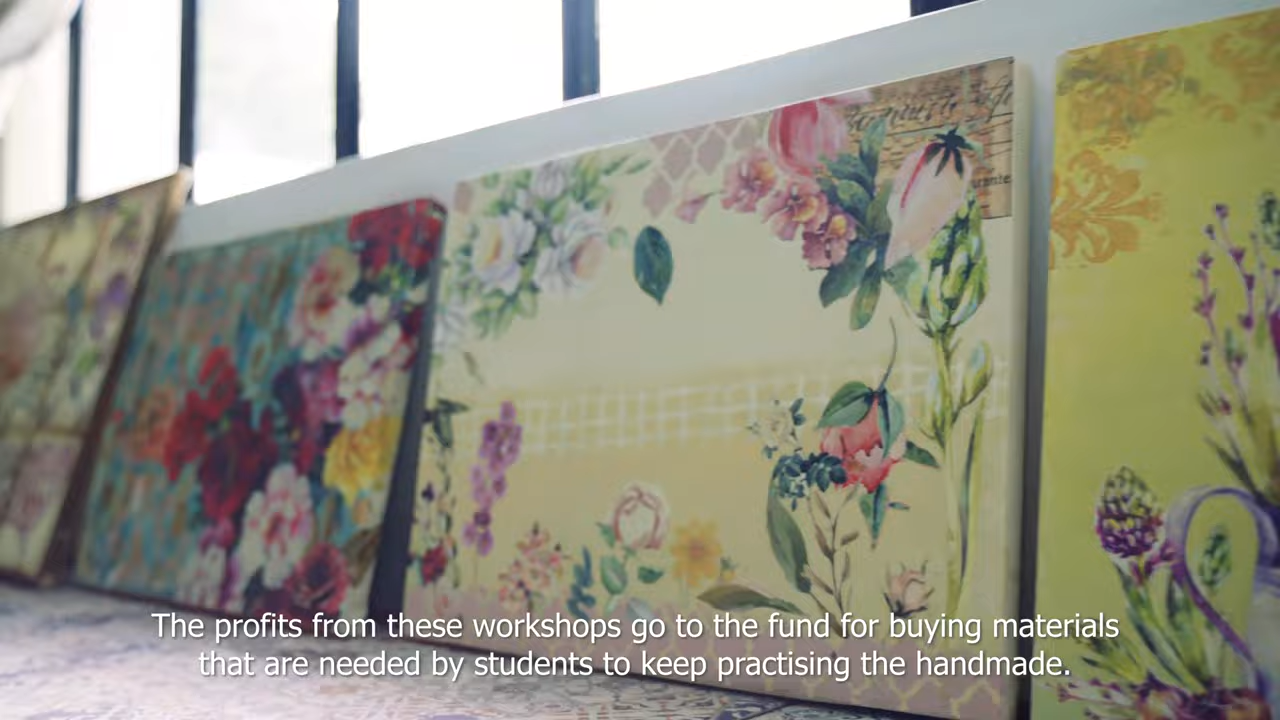 The profits from these workshops go to the fund for buying materials
that are needed by students to keep practising the handmade.